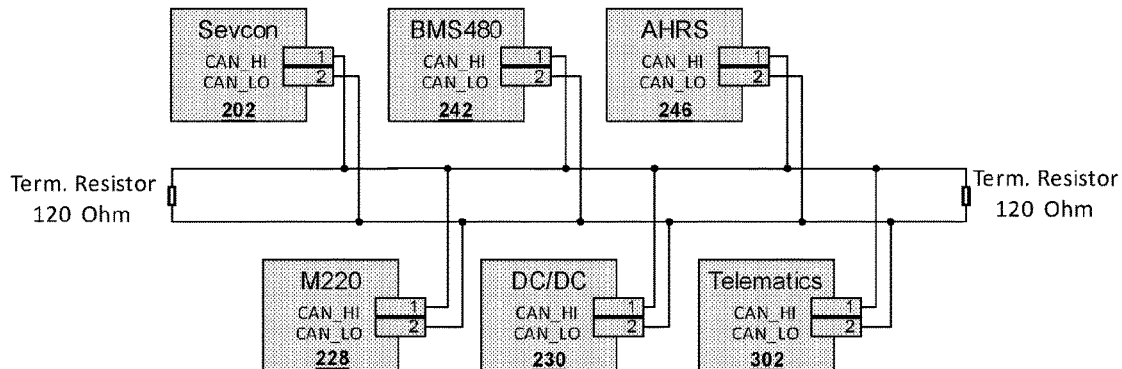 Sevcon
CAN_HI 1
CAN_LO 2
202
BMS480
CAN_HI 1
CAN_LO 2
242
AHRS
CAN_HI 1
CAN_LO 2
246
Term. Resistor
120 Ohm
Term. Resistor
120 Ohm
M220
CAN_HI 1
CAN_LO 2
228
DC/DC
CAN_HI 1
CAN_LO 2
230
Telematics
CAN_HI 1
CAN_LO 2
302